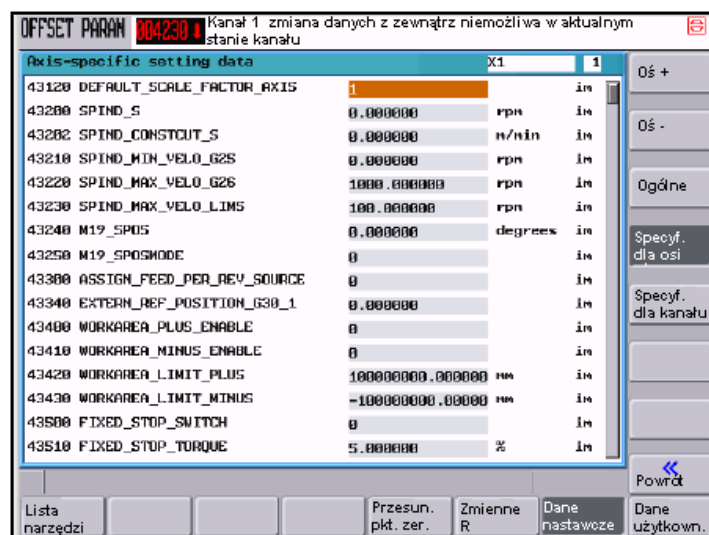 OFFSET PARAM 004230 Kanał 1 zmiana danych z zewnątrz niemożliwa w aktualnym
stanie kanału
Axis-specific setting data X1 1
43120 DEFAULT_SCALE_FACTOR_AXIS 1 im
43200 SPIND_S 0.000000 rpm im
43202 SPIND_CONSTCUT_S 0.000000 m/min im
43210 SPIND_MIN_VELO_G25 0.000000 rpm im
43220 SPIND_MAX_VELO_G26 1000.000000 rpm im
43230 SPIND_MAX_VELO_LIMS 100.000000 rpm im
43240 M19_SPOS 0.000000 degrees im
43250 M19_SPOSMODE 0 im
43300 ASSIGN_FEED_PER_REV_SOURCE 0 im
43340 EXTERN_REF_POSITION_G30_1 0.000000 im
43400 WORKAREA_PLUS_ENABLE 0 im
43410 WORKAREA_MINUS_ENABLE 0 im
43420 WORKAREA_LIMIT_PLUS 100000000.000000 mm im
43430 WORKAREA_LIMIT_MINUS -100000000.00000 mm im
43500 FIXED_STOP_SWITCH 0 im
43510 FIXED_STOP_TORQUE 5.000000 % im
Oś +
Oś -
Ogólne
Specyf.
dla osi
Specyf.
dla kanału
«
Powrót
Lista
narzędzi
Przesun.
pkt. zer.
Zmienne
R
Dane
nastawcze
Dane
użytkown.